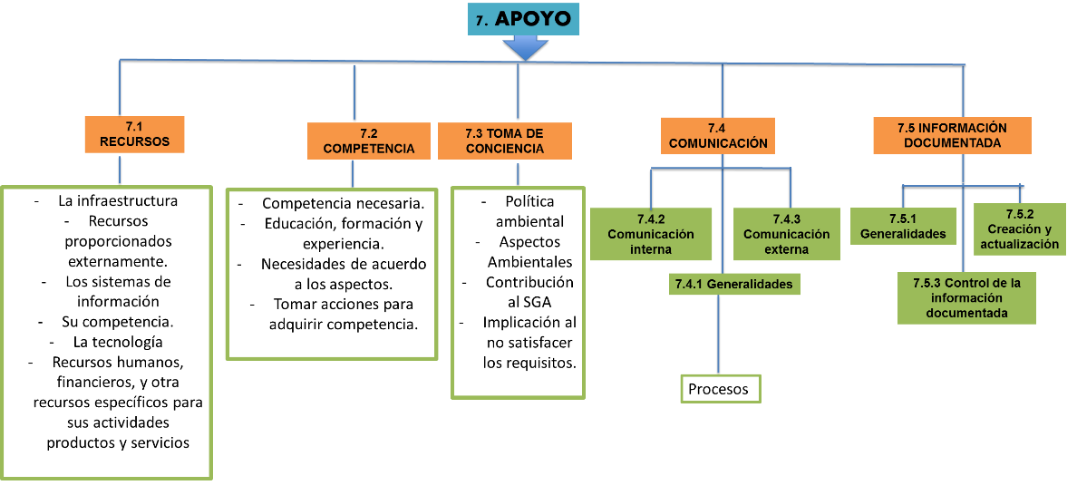 7. APOYO
7.1
RECURSOS
- La infraestructura
- Recursos
proporcionados
externamente.
- Los sistemas de
información
- Su competencia.
- La tecnología
- Recursos humanos,
financieros, y otra
recursos específicos para
sus actividades
productos y servicios
7.2
COMPETENCIA
- Competencia necesaria.
- Educación, formación y
experiencia.
- Necesidades de acuerdo
a los aspectos.
- Tomar acciones para
adquirir competencia.
7.3 TOMA DE
CONCIENCIA
- Política
ambiental
- Aspectos
Ambientales
- Contribución
al SGA
- Implicación al
no satisfacer
los requisitos.
7.4
COMUNICACIÓN
7.4.2
Comunicación
interna
7.4.3
Comunicación
externa
7.4.1 Generalidades
Procesos
7.5 INFORMACIÓN
DOCUMENTADA
7.5.1
Generalidades
7.5.2
Creación y
actualización
7.5.3 Control de la
información
documentada